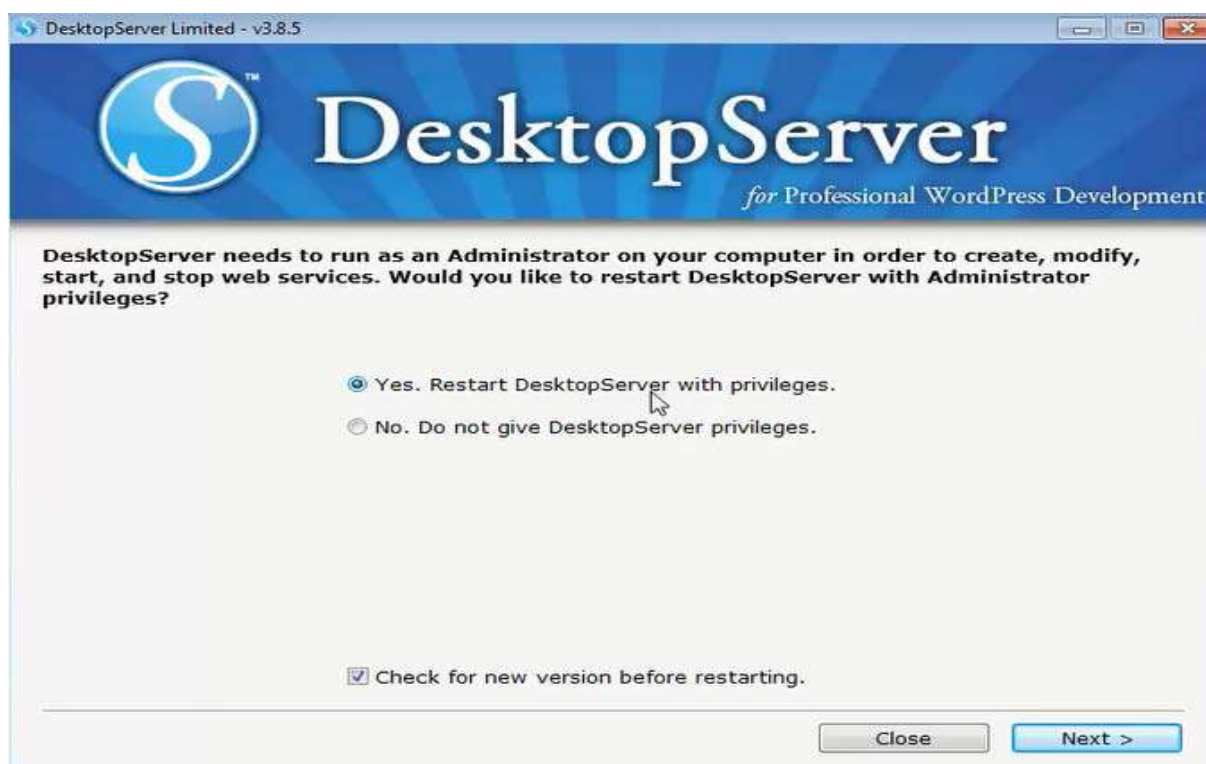 DesktopServer Limited - v3.8.5
S™
DesktopServer
for Professional WordPress Development
DesktopServer needs to run as an Administrator on your computer in order to create, modify,
start, and stop web services. Would you like to restart DesktopServer with Administrator
privileges?
Yes. Restart DesktopServer with privileges.
No. Do not give DesktopServer privileges.
Check for new version before restarting.
Close
Next >